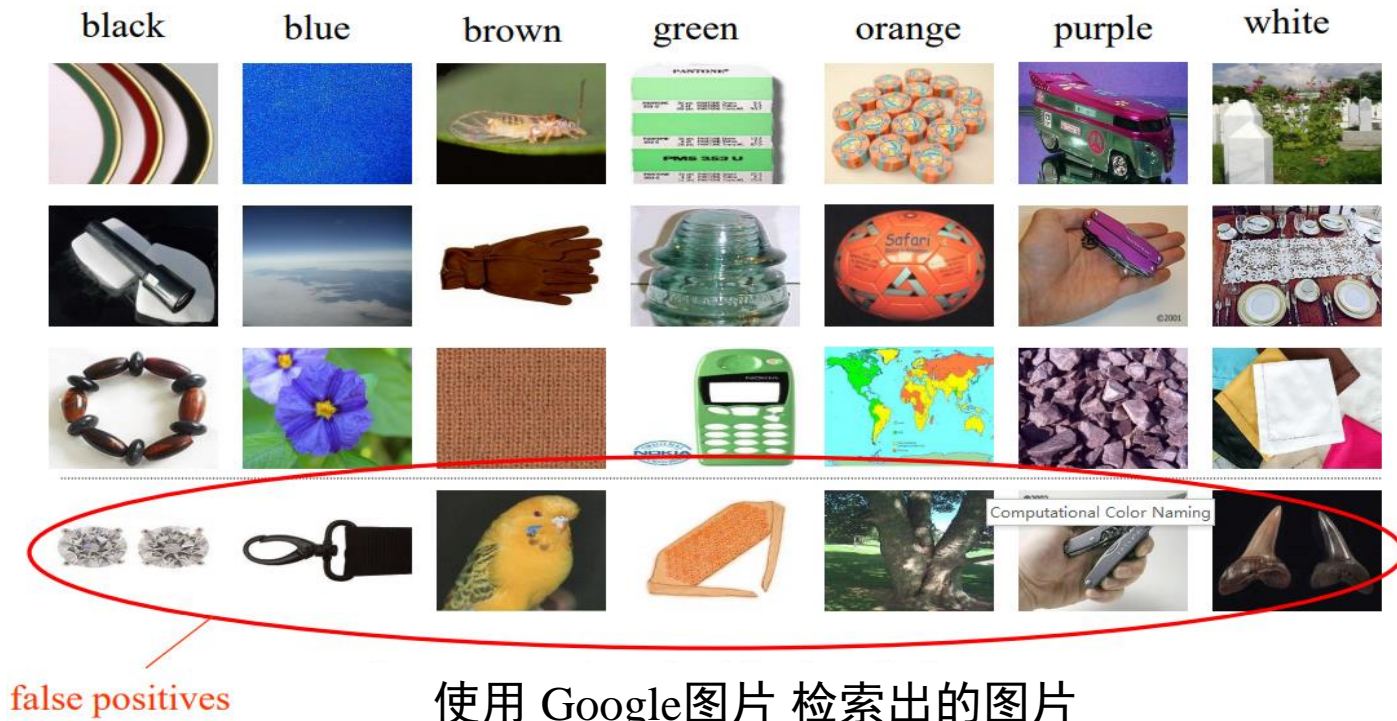 black blue brown green orange purple white
PANTONE®
PMS 353 U
Safari
©2001
NOKIA
NOKIA
Computational Color Naming
false positives
使用 Google图片 检索出的图片